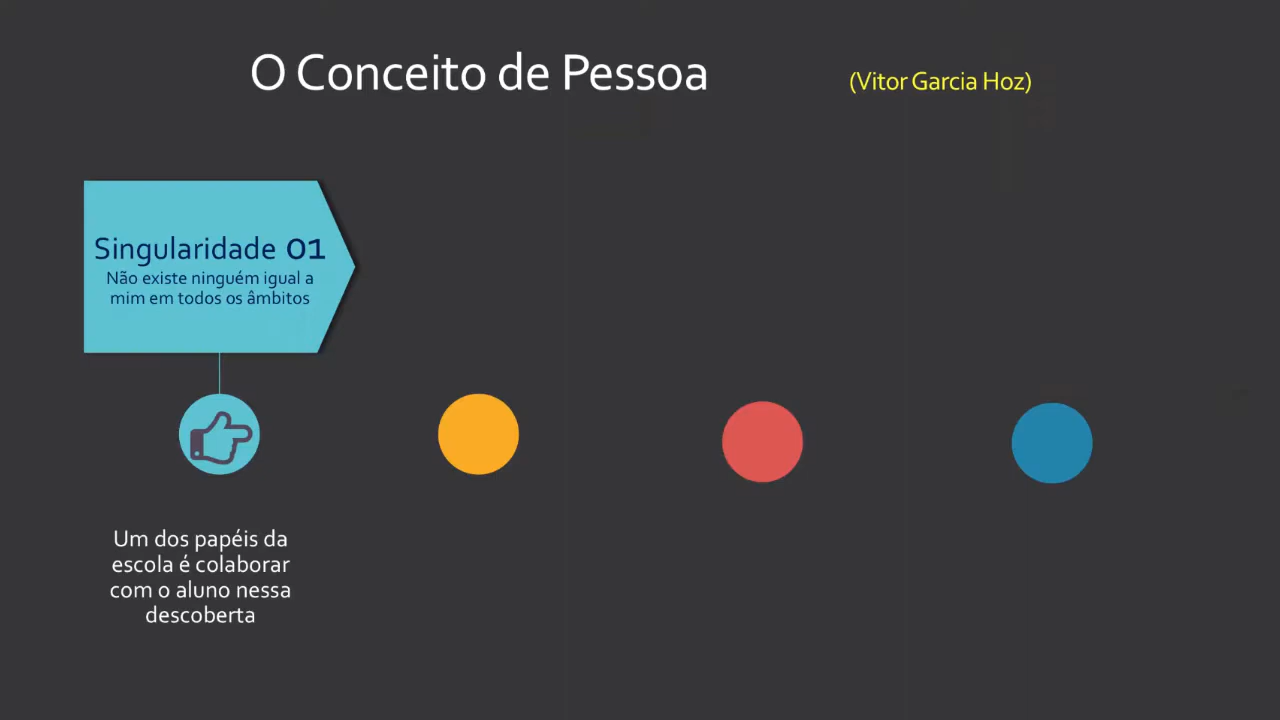 O Conceito de Pessoa
(Vitor Garcia Hoz)
Singularidade 01
Não existe ninguém igual a
mim em todos os âmbitos
Um dos papéis da
escola é colaborar
com o aluno nessa
descoberta